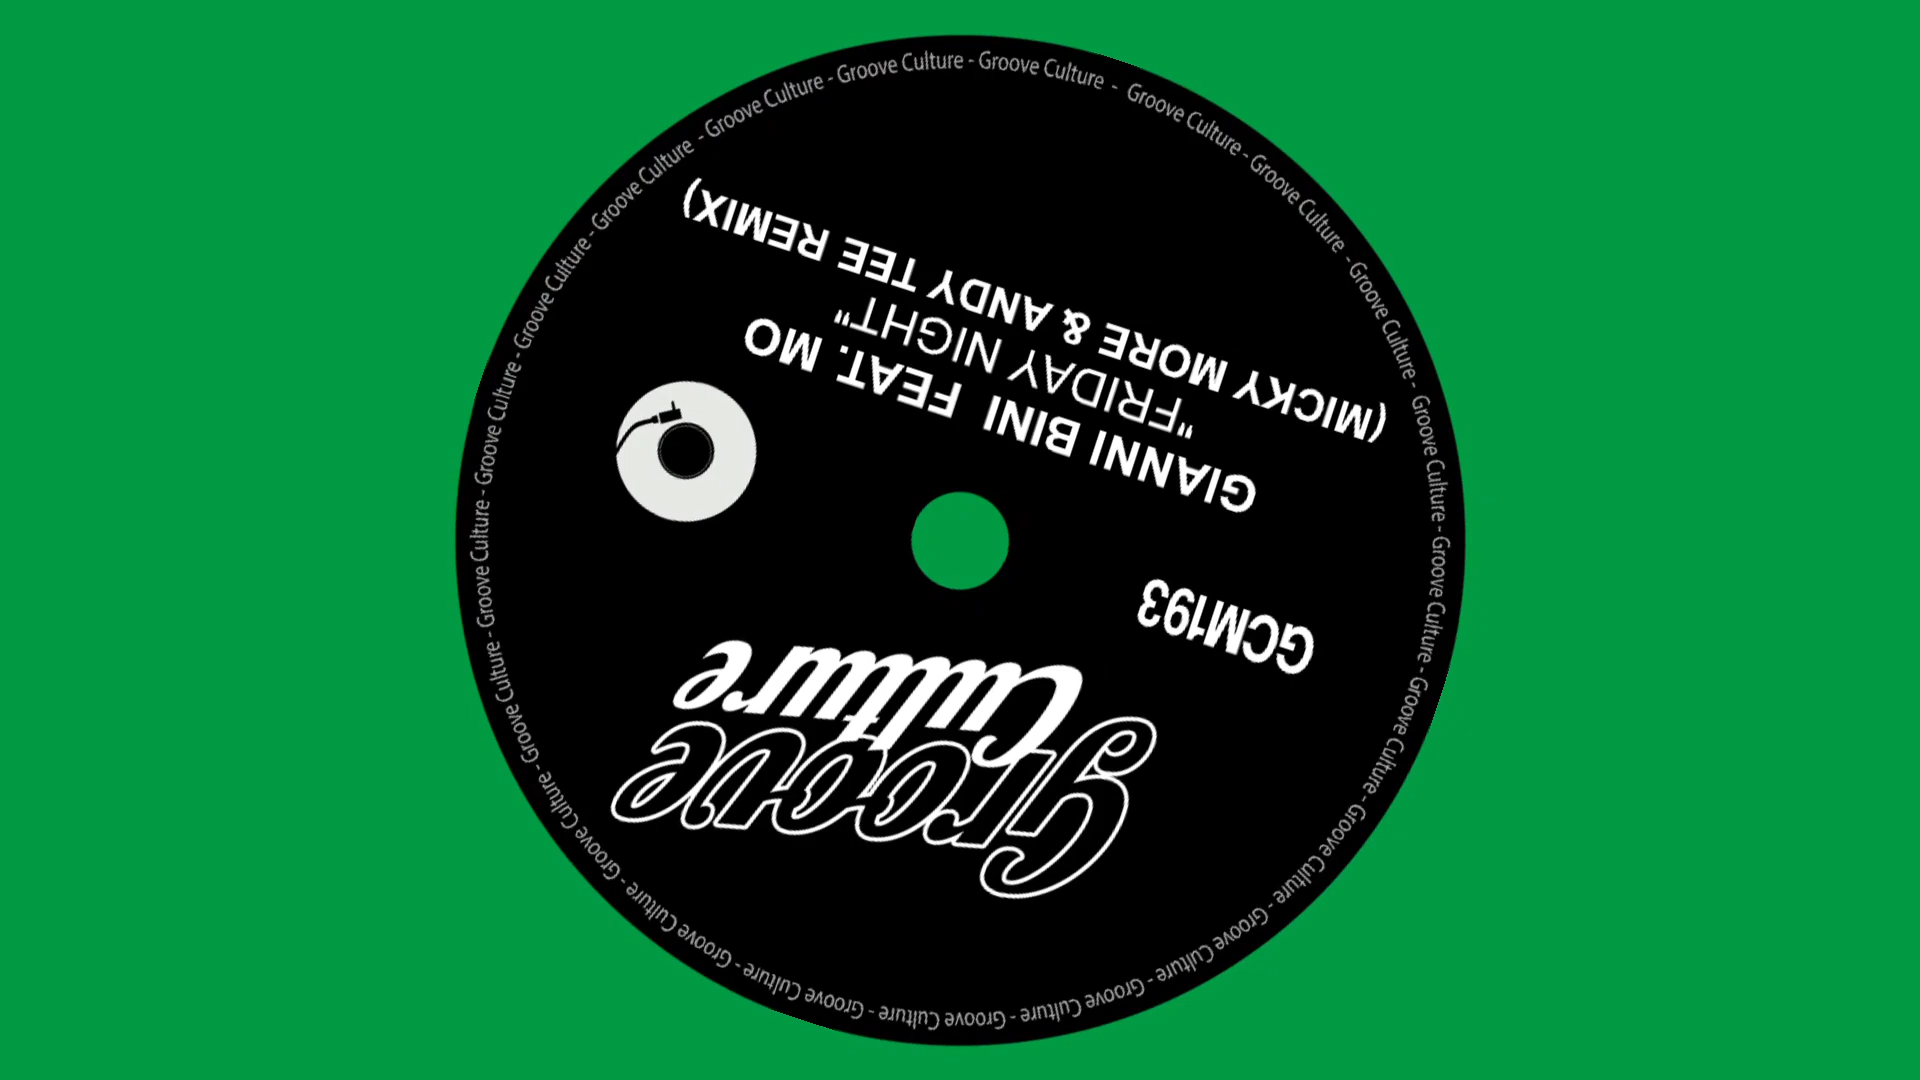 groove
Culture
GCM193
GIANNI BINI FEAT. MO
"FRIDAY NIGHT"
(MICKY MORE & ANDY TEE REMIX)
Groove Culture - Groove Culture - Groove Culture - Groove Culture - Groove Culture - Groove Culture - Groove Culture - Groove Culture - Groove Culture - Groove Culture - Groove Culture - Groove Culture - Groove Culture - Groove Culture - Groove Culture - Groove Culture - Groove Culture - Groove Culture - Groove Culture - Groove Culture - Groove Culture - Groove Culture - Groove Culture -